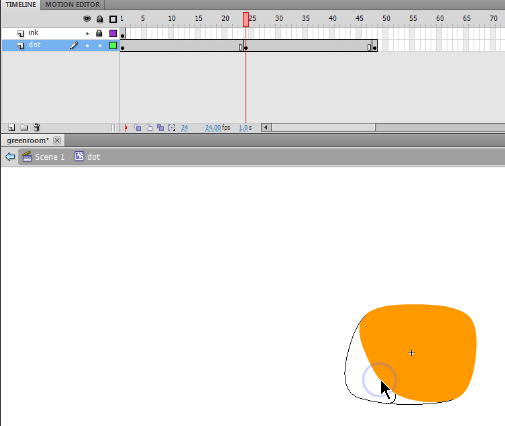 TIMELINE MOTION EDITOR
1 5 10 15 20 25 30 35 40 45 50 55 60 65 70
ink
dot
24 24.00 fps 1.0 s
greenroom*
Scene 1 dot